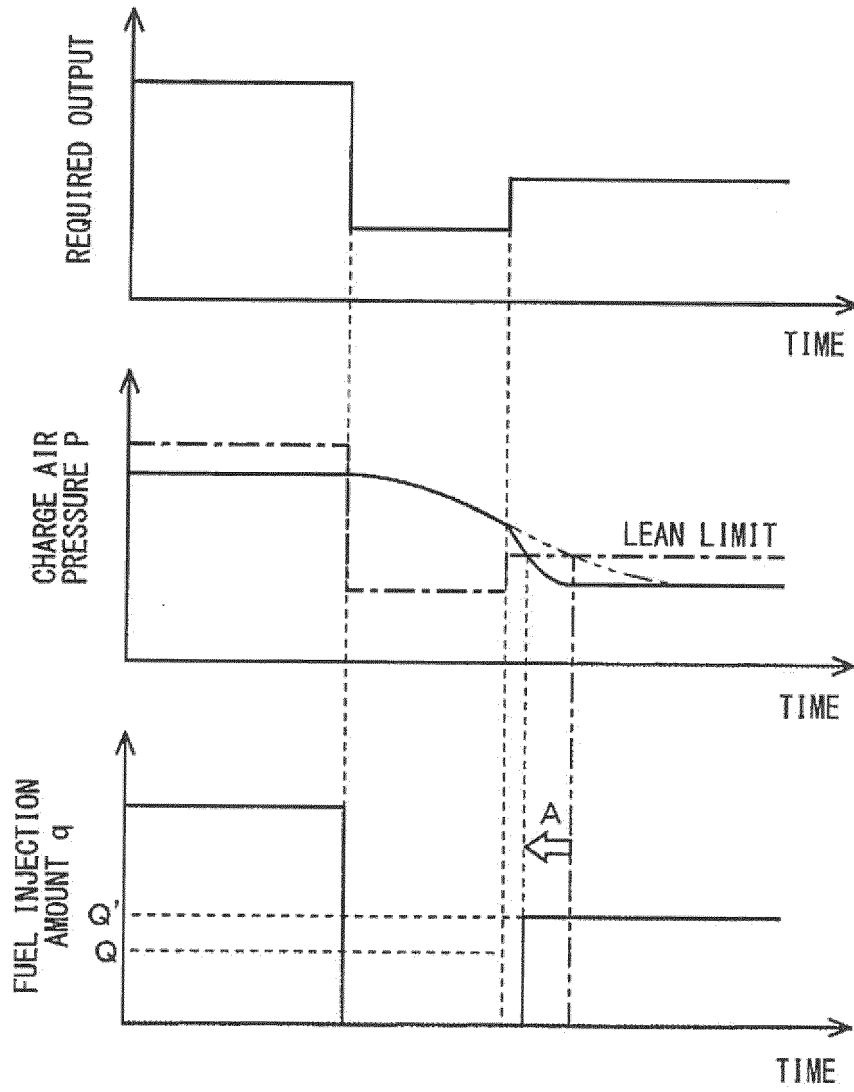 REQUIRED OUTPUT
TIME
CHARGE AIR
PRESSURE P
LEAN LIMIT
TIME
FUEL INJECTION
AMOUNT q
A
Q'
Q
TIME